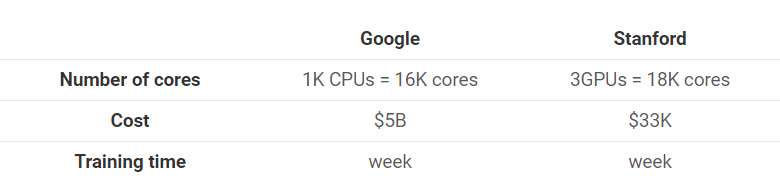 Google Stanford
Number of cores 1K CPUs = 16K cores 3GPUs = 18K cores
Cost $5B $33K
Training time week week